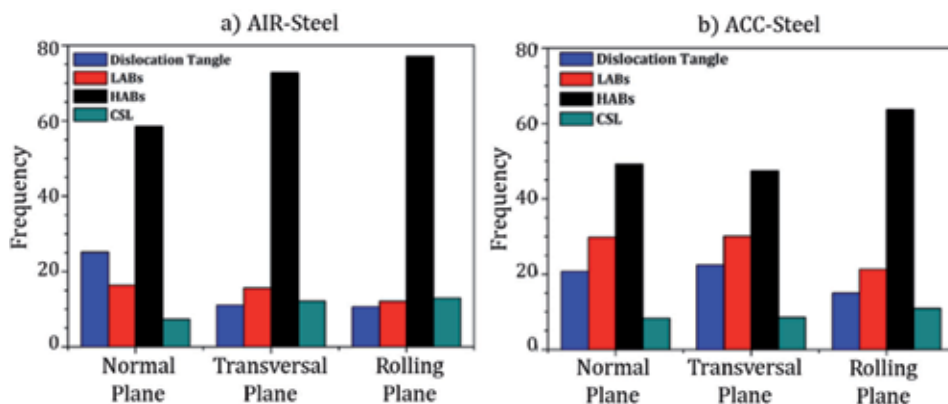 a) AIR-Steel
80
60
40
20
0
Frequency
Dislocation Tangle
LABs
HABs
CSL
Normal
Plane
Transversal
Plane
Rolling
Plane
b) ACC-Steel
80
60
40
20
0
Frequency
Dislocation Tangle
LABs
HABs
CSL
Normal
Plane
Transversal
Plane
Rolling
Plane